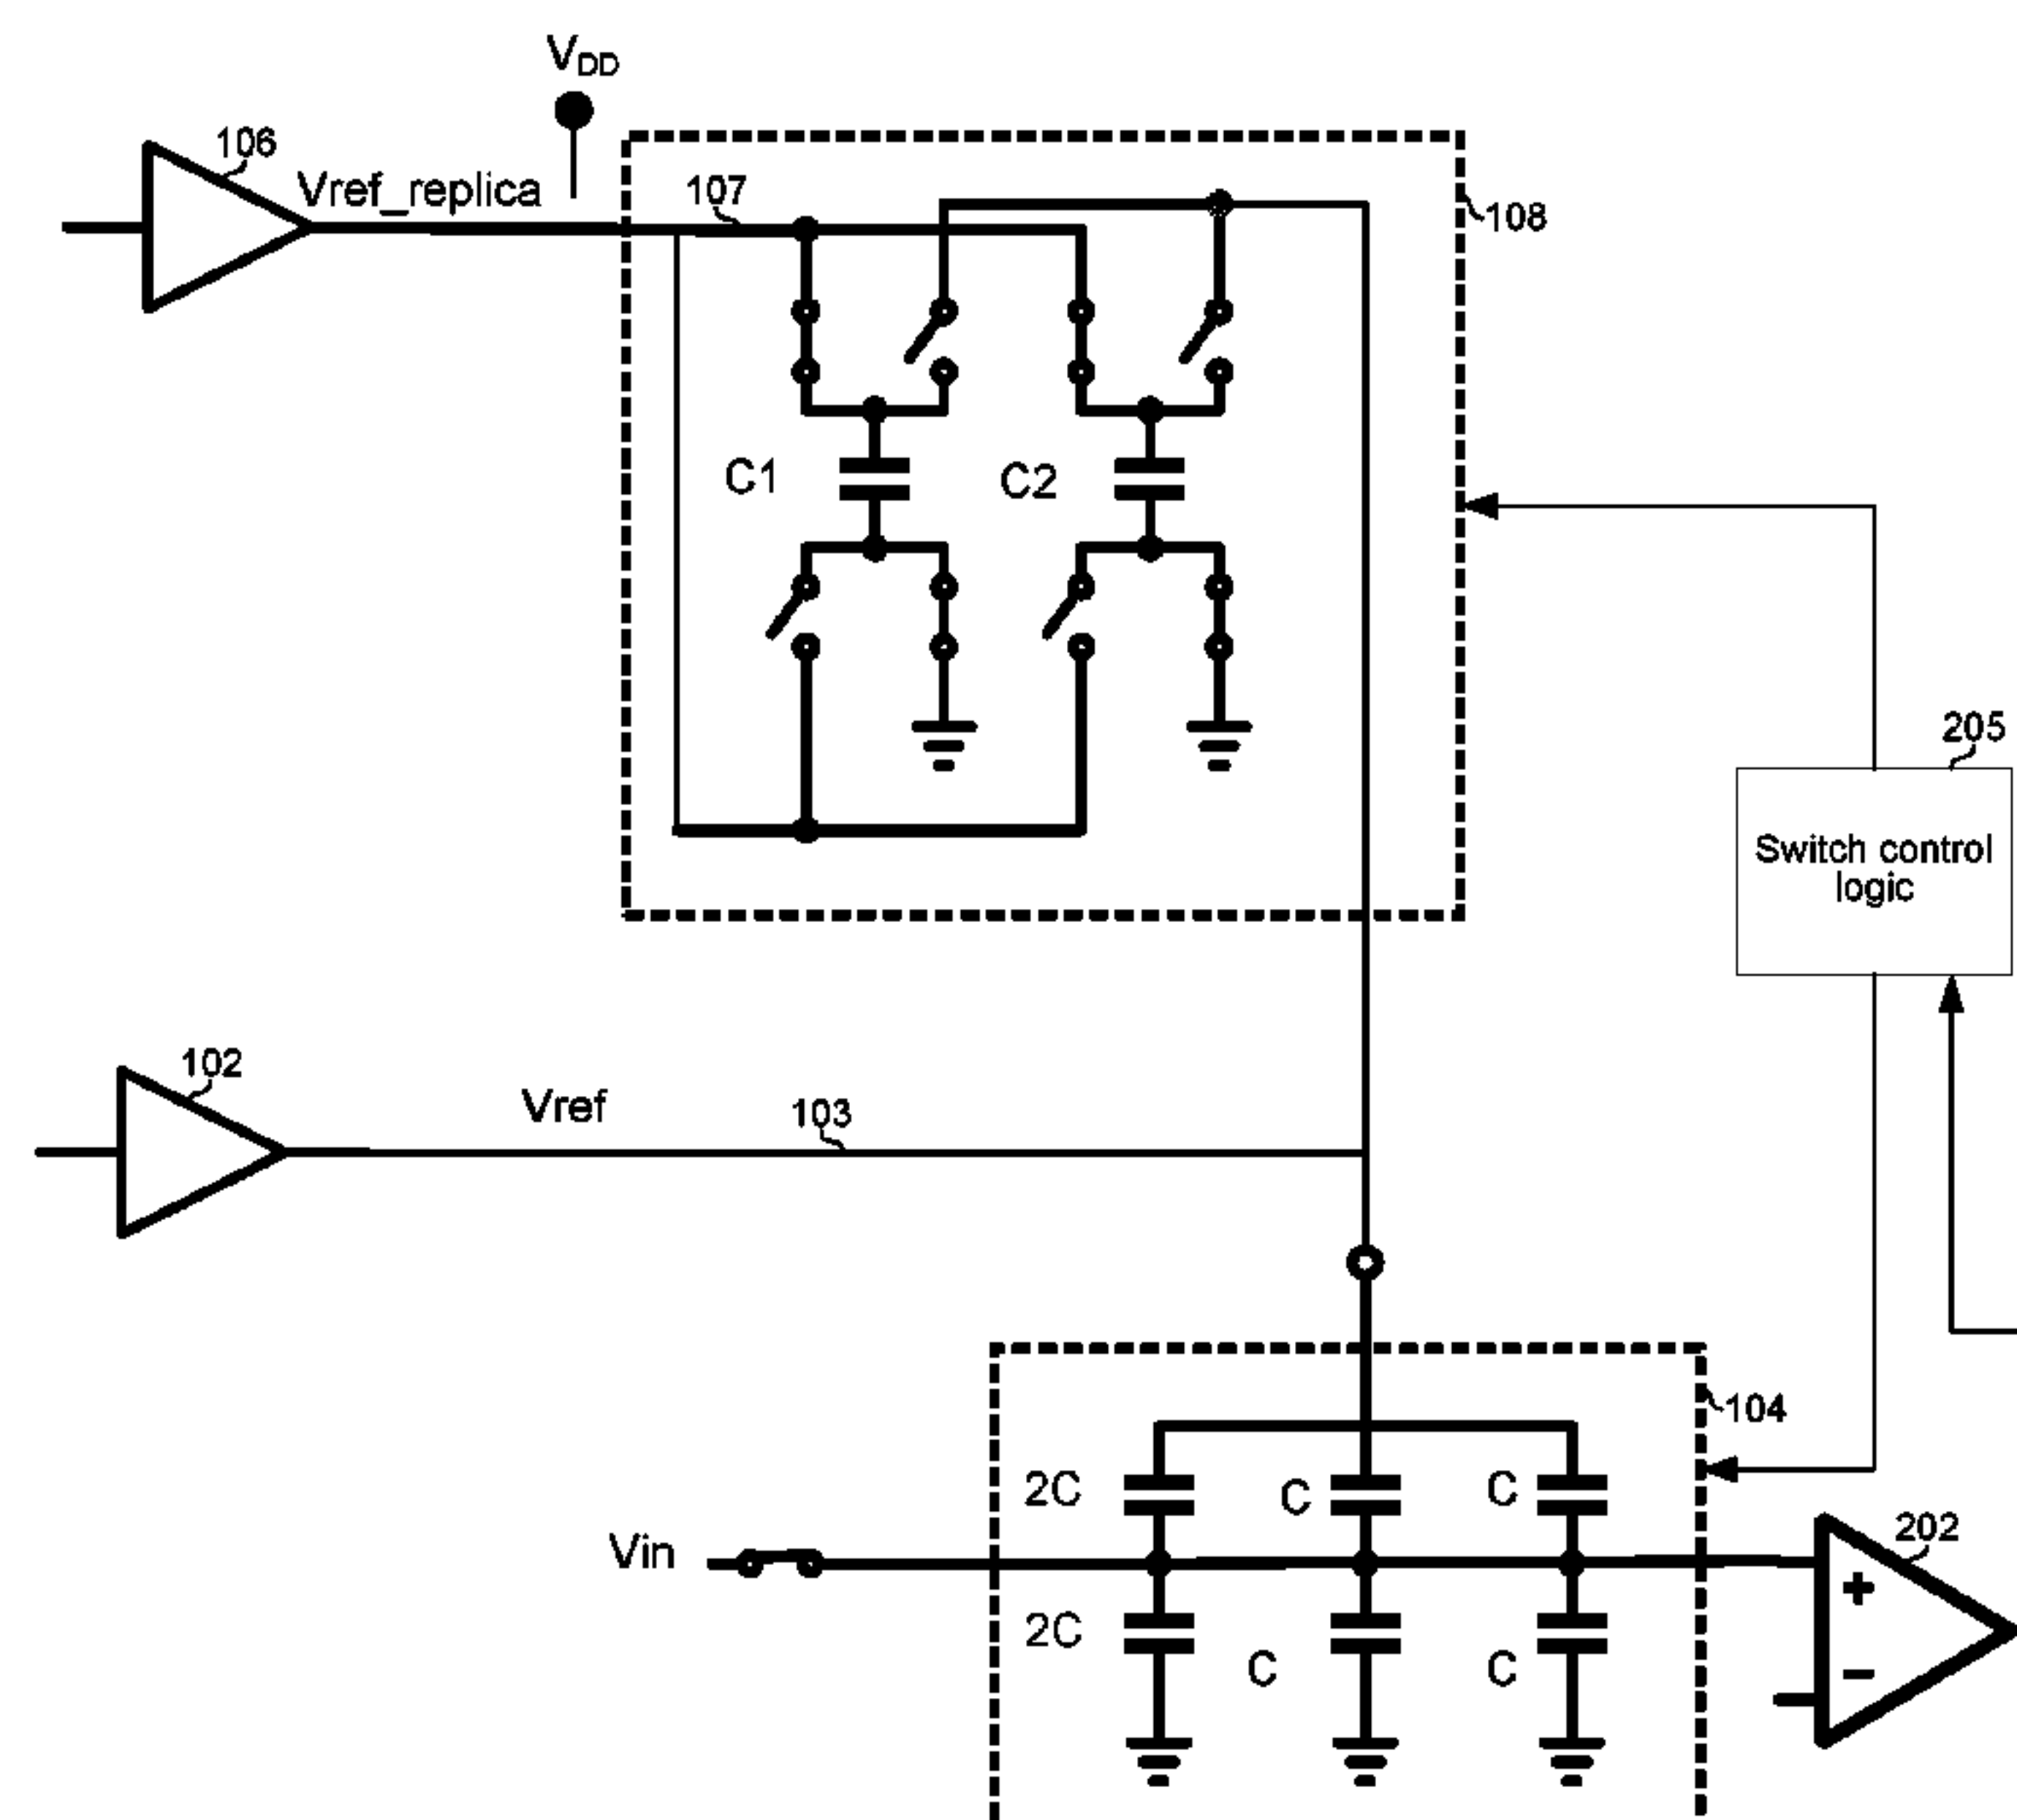 VDD
106
Vref_replica
107
108
C1
C2
205
Switch control
logic
102
Vref
103
104
2C
C
C
202
Vin
+
2C
C
C
−